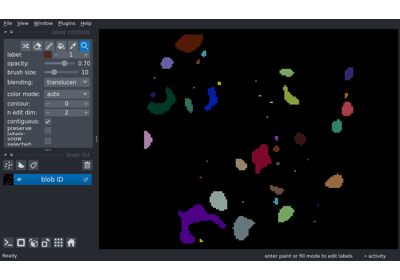 File View Window Plugins Help
layer controls
label: 1
opacity: 0.70
brush size: 10
blending: translucen
color mode: auto
contour: 0
n edit dim: 2
contiguous:
preserve labels:
show selected:
layer list
blob ID
Ready enter paint or fill mode to edit labels activity